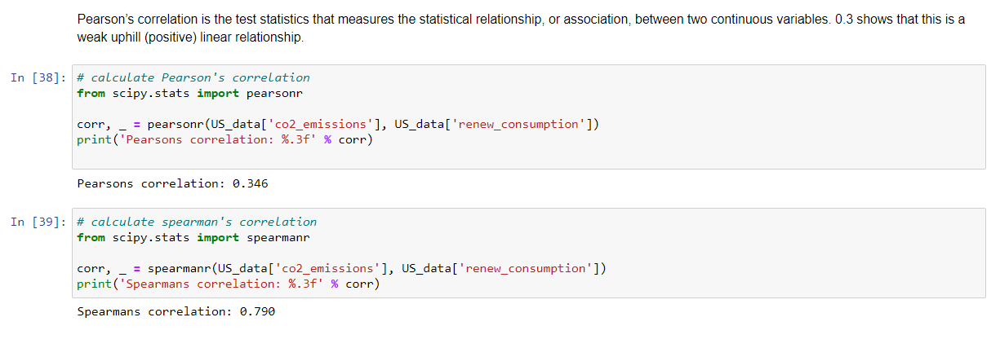 Pearson’s correlation is the test statistics that measures the statistical relationship, or association, between two continuous variables. 0.3 shows that this is a
weak uphill (positive) linear relationship.
In [38]: # calculate Pearson's correlation
from scipy.stats import pearsonr
corr, _ = pearsonr(US_data['co2_emissions'], US_data['renew_consumption'])
print('Pearsons correlation: %.3f' % corr)
Pearsons correlation: 0.346
In [39]: # calculate spearman's correlation
from scipy.stats import spearmanr
corr, _ = spearmanr(US_data['co2_emissions'], US_data['renew_consumption'])
print('Spearmans correlation: %.3f' % corr)
Spearmans correlation: 0.790